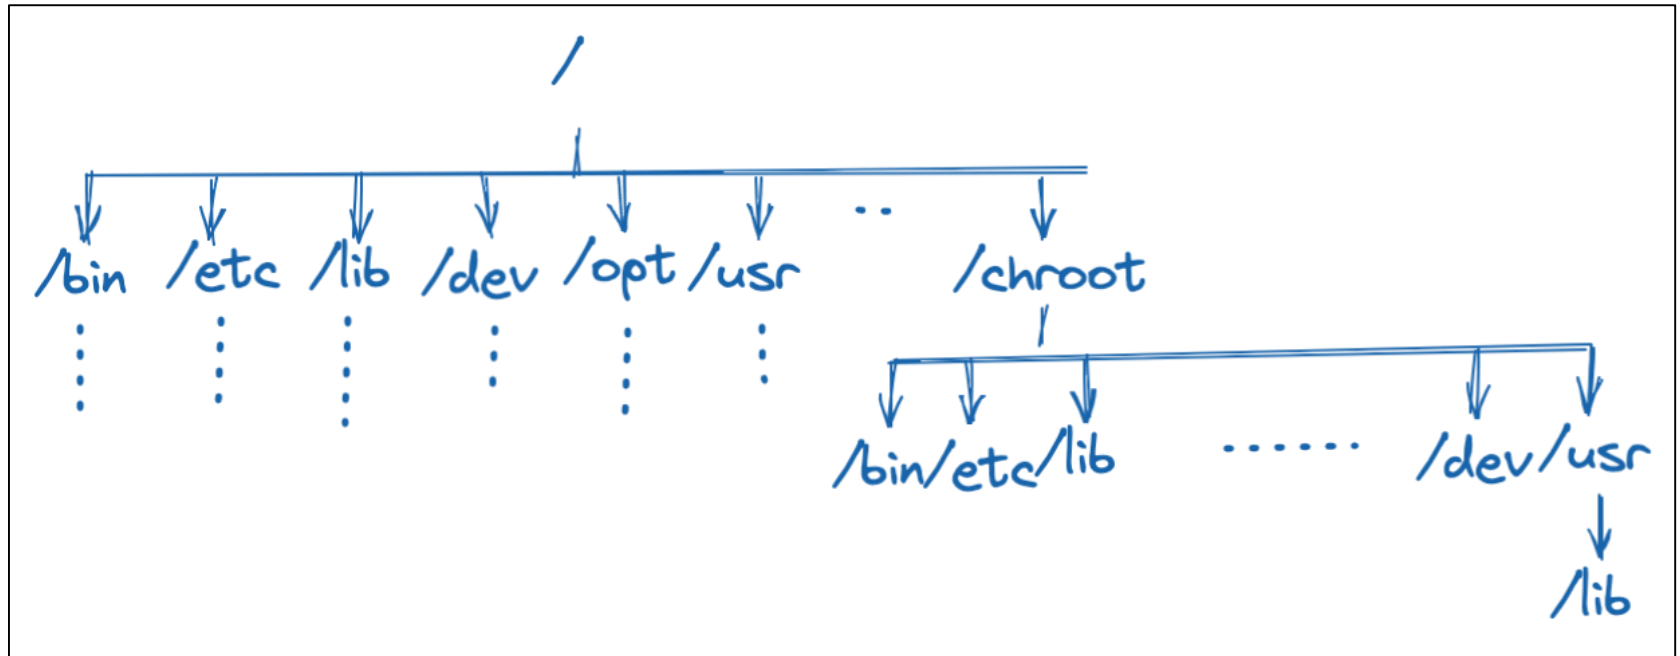 /
/bin /etc /lib /dev /opt /usr .. /chroot
/bin /etc /lib ...... /dev /usr
/lib